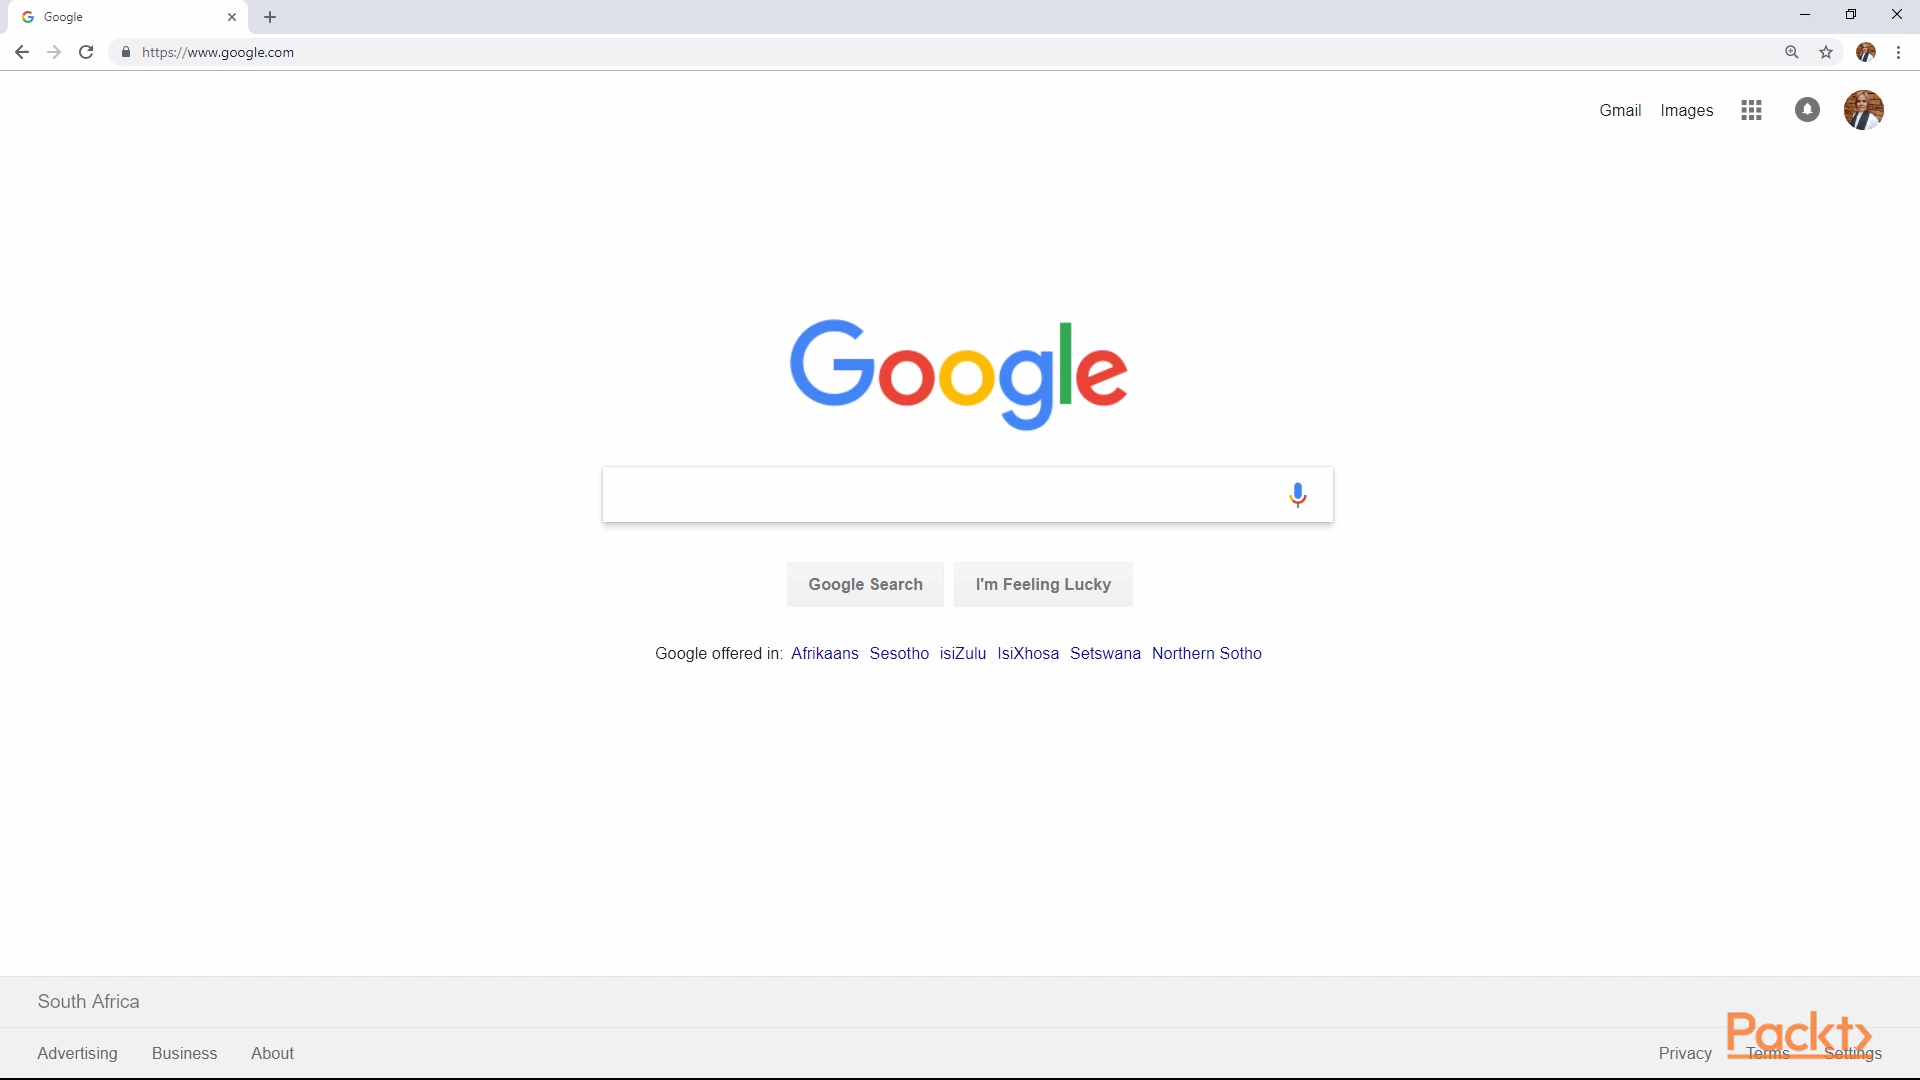 Google
https://www.google.com
Gmail Images
Google
Google Search I'm Feeling Lucky
Google offered in: Afrikaans Sesotho isiZulu IsiXhosa Setswana Northern Sotho
South Africa
Advertising Business About Privacy Terms Settings
Packt